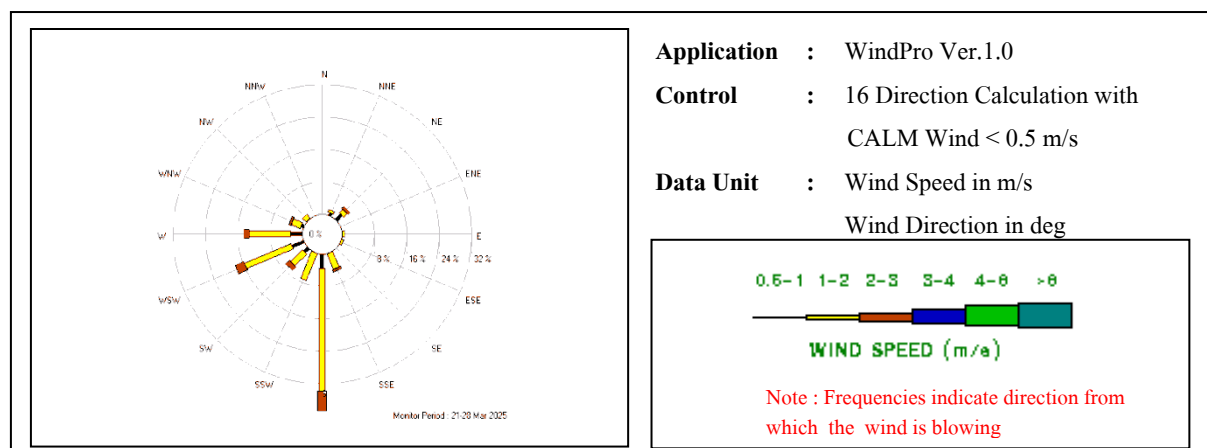 N
NNW
NNE
NW
NE
WNW
ENE
W
0 %
E
8 %
16 %
24 %
32 %
WSW
ESE
SW
SE
SSW
SSE
Monitor Period : 21-28 Mar 2025
Application : WindPro Ver.1.0
Control : 16 Direction Calculation with
CALM Wind < 0.5 m/s
Data Unit : Wind Speed in m/s
Wind Direction in deg
0.5-1 1-2 2-3 3-4 4-6 >6
WIND SPEED (m/s)
Note : Frequencies indicate direction from
which the wind is blowing